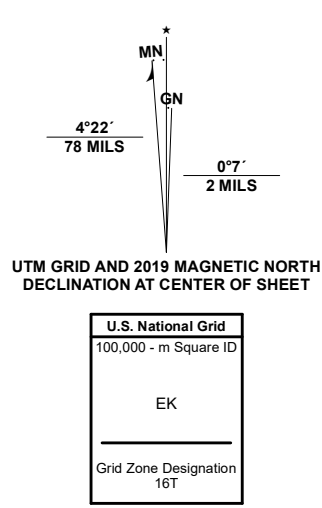 ★
MN
GN
4°22´
78 MILS
0°7´
2 MILS
UTM GRID AND 2019 MAGNETIC NORTH
DECLINATION AT CENTER OF SHEET
U.S. National Grid
100,000 - m Square ID
EK
Grid Zone Designation
16T